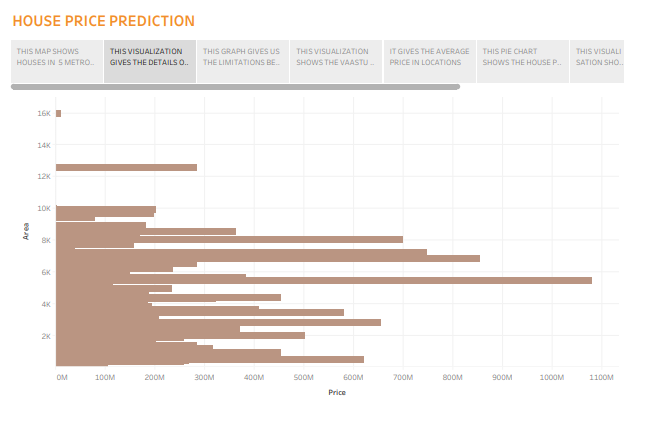 HOUSE PRICE PREDICTION
THIS MAP SHOWS
HOUSES IN 5 METRO..
THIS VISUALIZATION
GIVES THE DETAILS O..
THIS GRAPH GIVES US
THE LIMITATIONS BE..
THIS VISUALIZATION
SHOWS THE VAASTU ..
IT GIVES THE AVERAGE
PRICE IN LOCATIONS
THIS PIE CHART
SHOWS THE HOUSE P..
THIS VISUALI
SATION SHO..
16K
14K
12K
10K
8K
6K
4K
2K
Area
0M 100M 200M 300M 400M 500M 600M 700M 800M 900M 1000M 1100M
Price